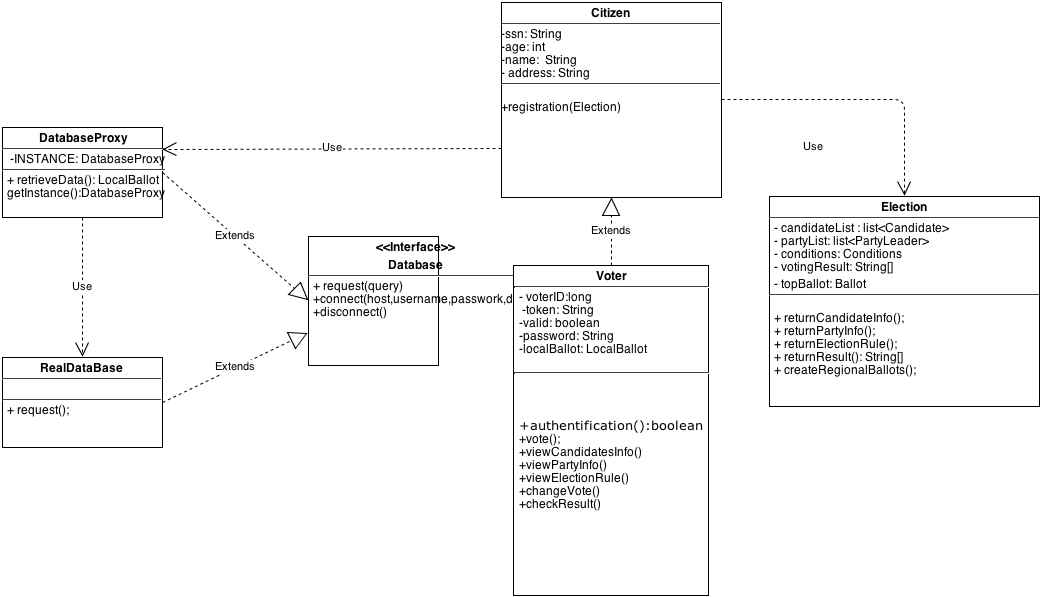 Citizen
-ssn: String
-age: int
-name:  String
- address: String
+registration(Election)
Use
Use
DatabaseProxy
-INSTANCE: DatabaseProxy
+ retrieveData(): LocalBallot
getInstance():DatabaseProxy
Extends
Use
Extends
RealDataBase
+ request();
<<Interface>>
Database
+ request(query)
+connect(host,username,passwork,d
+disconnect()
Extends
Voter
- voterID:long
-token: String
-valid: boolean
-password: String
-localBallot: LocalBallot
+authentification():boolean
+vote();
+viewCandidatesInfo()
+viewPartyInfo()
+viewElectionRule()
+changeVote()
+checkResult()
Election
- candidateList : list<Candidate>
- partyList: list<PartyLeader>
- conditions: Conditions
- votingResult: String[]
- topBallot: Ballot
+ returnCandidateInfo();
+ returnPartyInfo();
+ returnElectionRule();
+ returnResult(): String[]
+ createRegionalBallots();